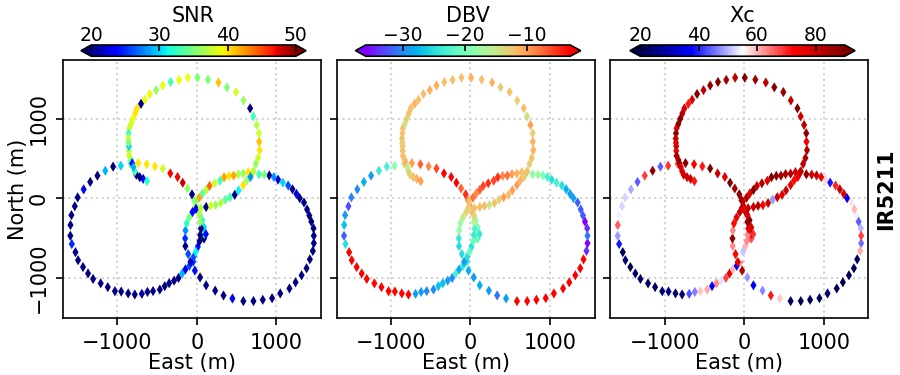 SNR DBV Xc
20 30 40 50 −30 −20 −10 20 40 60 80
North (m)
1000
0
−1000
−1000 0 1000 −1000 0 1000 −1000 0 1000
East (m) East (m) East (m)
IR5211